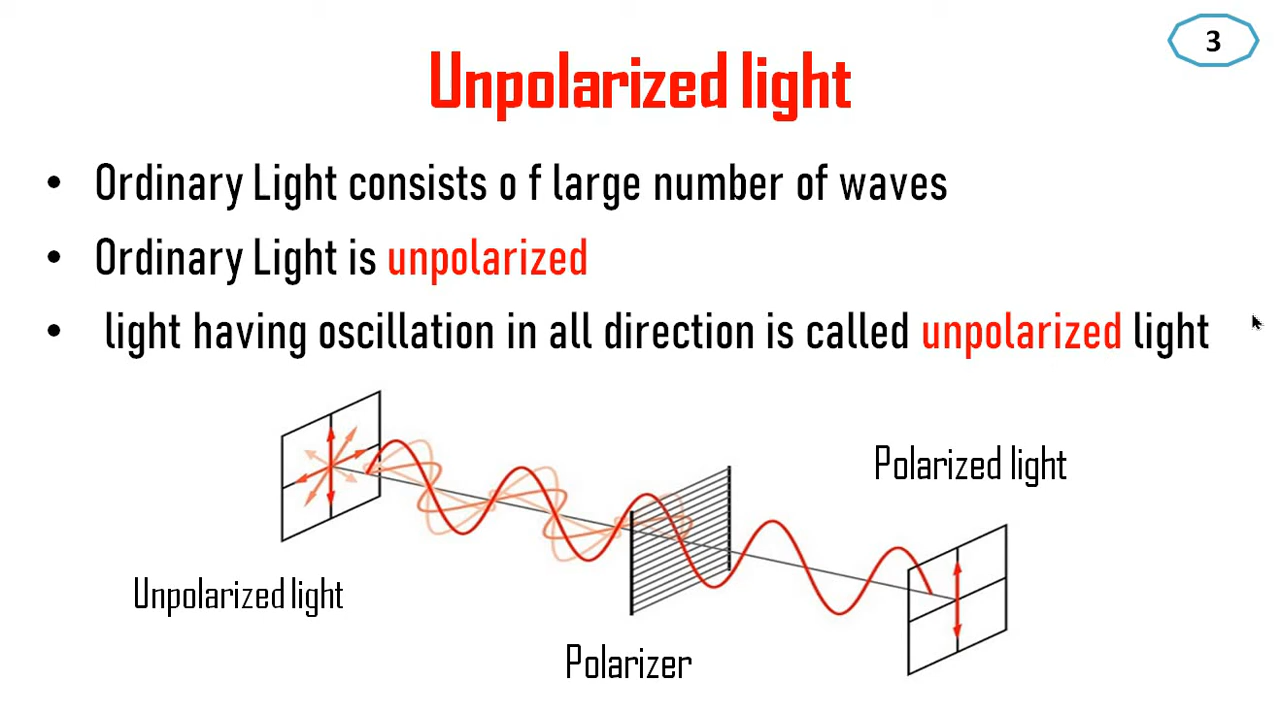 3
Unpolarized light
• Ordinary Light consists o f large number of waves
• Ordinary Light is unpolarized
• light having oscillation in all direction is called unpolarized light
Polarized light
Unpolarized light
Polarizer